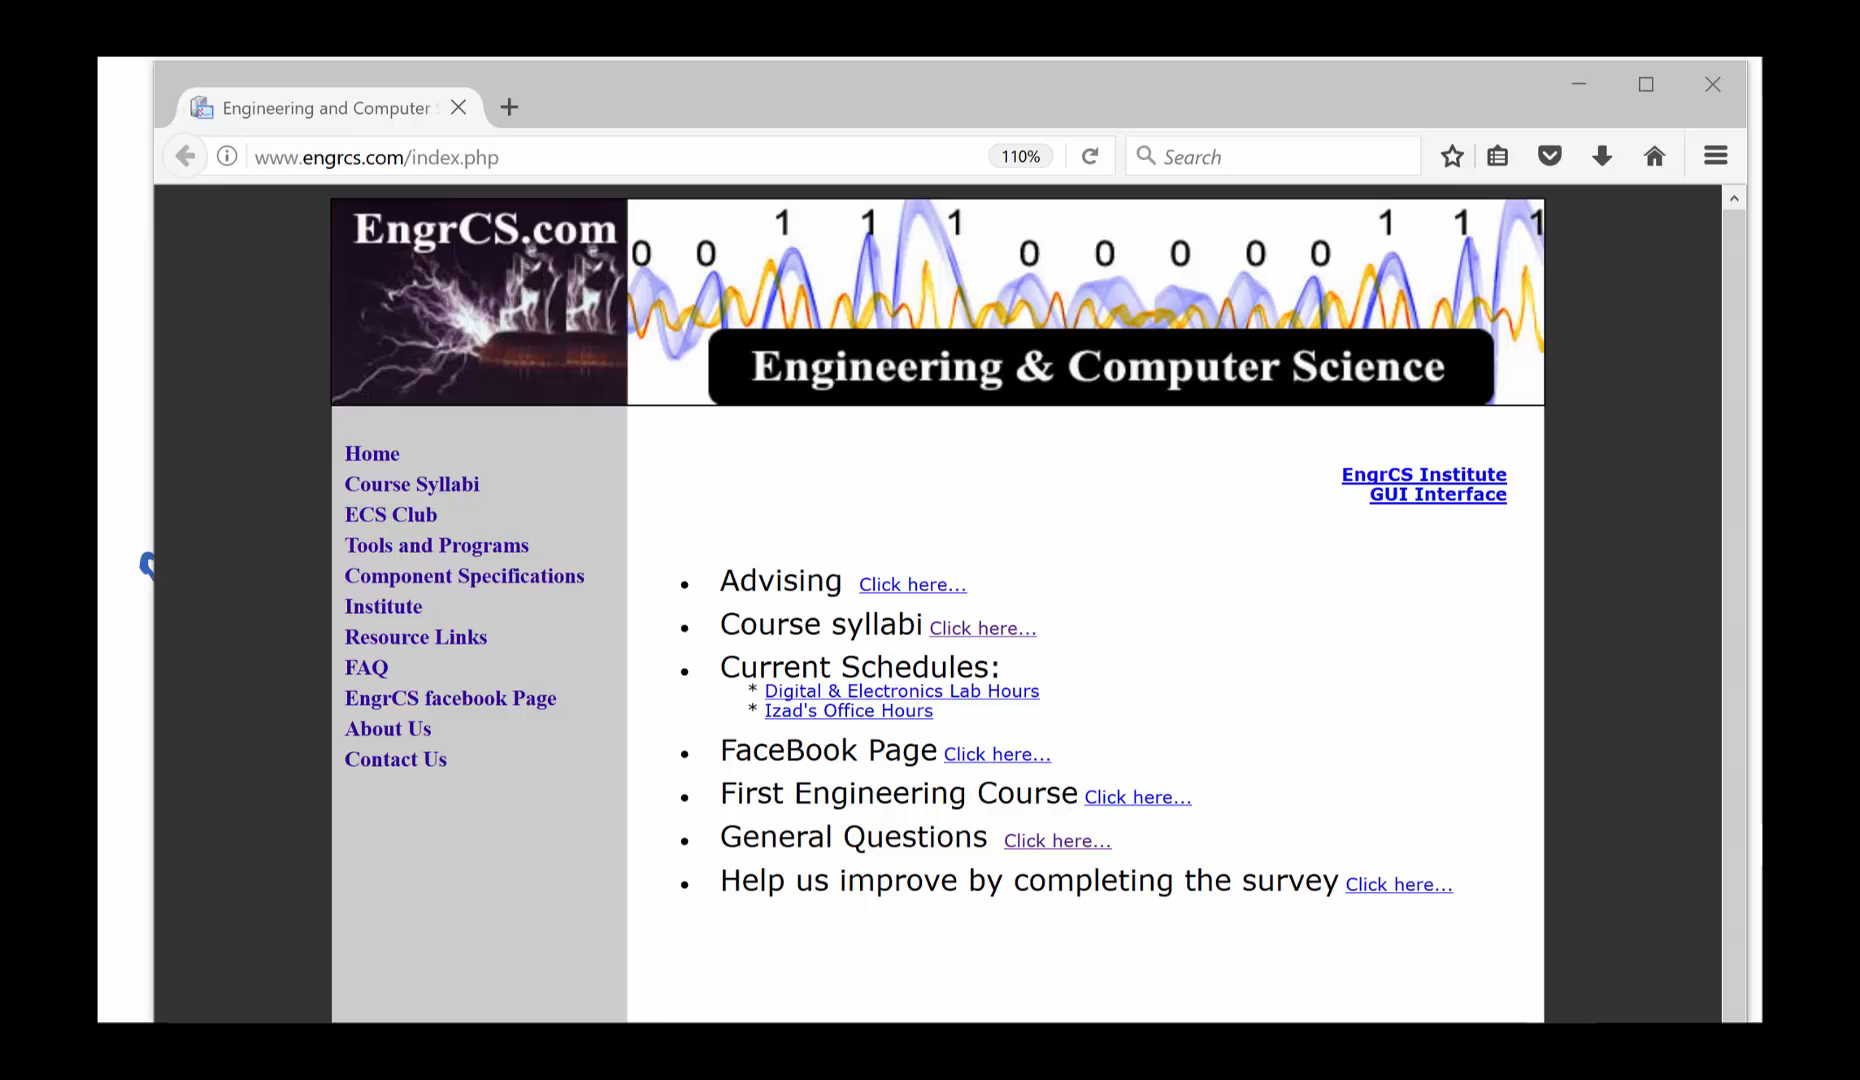 Engineering and Computer
www.engrcs.com/index.php
110%
Search
EngrCS.com
0 0 1 1 1 0 0 0 0 0 1 1 1
Engineering & Computer Science
Home
Course Syllabi
ECS Club
Tools and Programs
Component Specifications
Institute
Resource Links
FAQ
EngrCS facebook Page
About Us
Contact Us
EngrCS Institute
GUI Interface
• Advising Click here...
• Course syllabi Click here...
• Current Schedules:
* Digital & Electronics Lab Hours
* Izad's Office Hours
• FaceBook Page Click here...
• First Engineering Course Click here...
• General Questions Click here...
• Help us improve by completing the survey Click here...